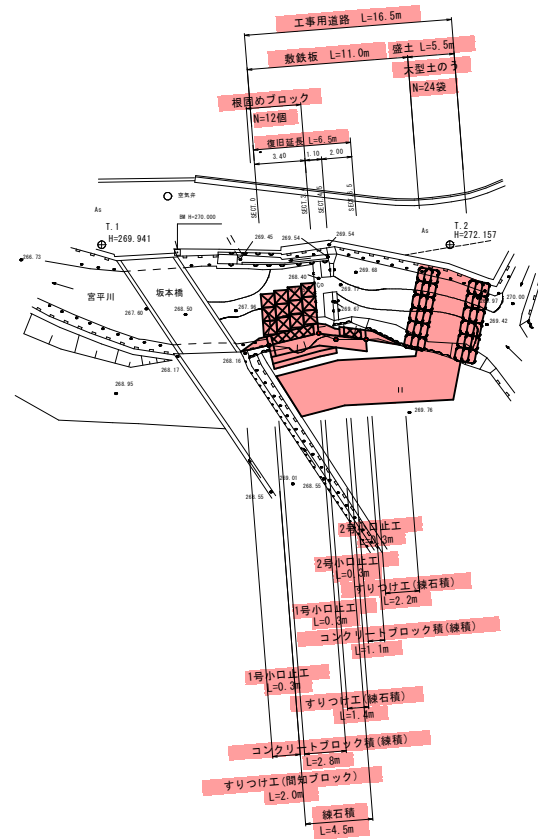 工事用道路 L=16.5m
敷鉄板 L=11.0m
盛土 L=5.5m
大型土のう
N=24袋
根固めブロック
N=12個
復旧延長 L=6.5m
3.40
1.10
2.00
SECT.0
空気弁
As
As
T.1
H=269.941
BM H=270.000
T.2
H=272.157
269.45
269.54
269.54
268.73
269.68
268.40
270.00
宮平川
坂本橋
267.60
268.50
267.96
269.67
269.42
268.16
268.17
268.95
269.76
269.01
268.55
268.55
2号小口止工
L=0.3m
2号小口止工
L=0.3m
すりつけ工(練石積)
L=2.2m
1号小口止工
L=0.3m
コンクリートブロック積(練積)
L=1.1m
1号小口止工
L=0.3m
すりつけ工(練石積)
L=1.4m
コンクリートブロック積(練積)
L=2.8m
すりつけ工(間知ブロック)
L=2.0m
練石積
L=4.5m